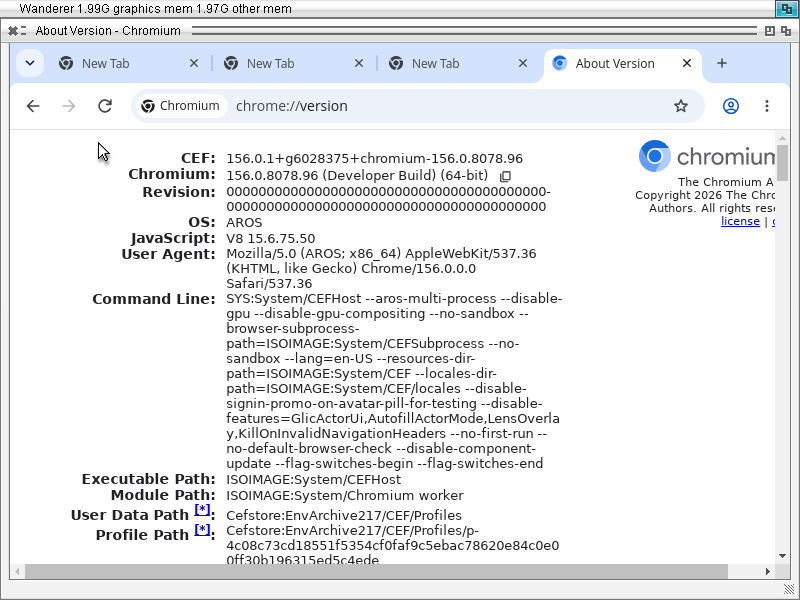 Wanderer 1.99G graphics mem 1.97G other mem
About Version - Chromium
New Tab
New Tab
New Tab
About Version
Chromium
chrome://version
CEF: 156.0.1+g6028375+chromium-156.0.8078.96
Chromium: 156.0.8078.96 (Developer Build) (64-bit)
Revision: 00000000000000000000000000000000000000-
00000000000000000000000000000000000000
OS: AROS
JavaScript: V8 15.6.75.50
User Agent: Mozilla/5.0 (AROS; x86_64) AppleWebKit/537.36
(KHTML, like Gecko) Chrome/156.0.0.0
Safari/537.36
Command Line: SYS:System/CEFHost --aros-multi-process --disable-
gpu --disable-gpu-compositing --no-sandbox --
browser-subprocess-
path=ISOIMAGE:System/CEFSubprocess --no-
sandbox --lang=en-US --resources-dir-
path=ISOIMAGE:System/CEF --locales-dir-
path=ISOIMAGE:System/CEF/locales --disable-
signin-promo-on-avatar-pill-for-testing --disable-
features=GlicActorUi,AutofillActorMode,LensOverla
y,KillOnInvalidNavigationHeaders --no-first-run --
no-default-browser-check --disable-component-
update --flag-switches-begin --flag-switches-end
Executable Path: ISOIMAGE:System/CEFHost
Module Path: ISOIMAGE:System/Chromium worker
User Data Path [*]: Cefstore:EnvArchive217/CEF/Profiles
Profile Path [*]: Cefstore:EnvArchive217/CEF/Profiles/p-
4c08c73cd18551f5354cf0faf9c5ebac78620e84c0e0
0ff30b196315ed5c4ede
chromium
The Chromium A
Copyright 2026 The Chro
Authors. All rights rese
license |